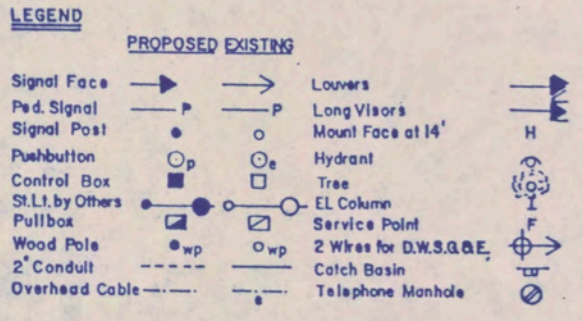 LEGEND
PROPOSED EXISTING
Signal Face
Ped. Signal P P
Signal Post
Pushbutton p e
Control Box
St. Lt. by Others
Pullbox
Wood Pole wp wp
2" Conduit
Overhead Cable e
Louvers
Long Visors
Mount Face at 14' H
Hydrant
Tree
EL Column I
Service Point F
2 Wires for D.W.S.G.&E.
Catch Basin
Telephone Manhole